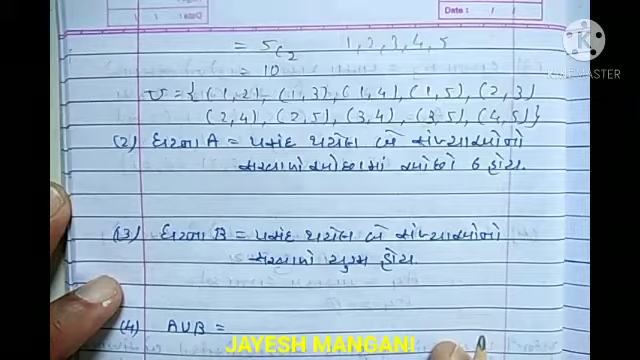 Date :
KINEMASTER
= 5c2 1,2,3,4,5
= 10
U = {(1,2), (1,3), (1,4), (1,5), (2,3)
(2,4), (2,5), (3,4), (3,5), (4,5)}
(2) ઘટના A = પસંદ થયેલ બે સંખ્યાઓનો
સરવાળો ઓછામાં ઓછો 6 હોય.
(3) ઘટના B = પસંદ થયેલ બે સંખ્યાઓનો
સરવાળો યુગ્મ હોય.
(4) AUB =
JAYESH MANGANI